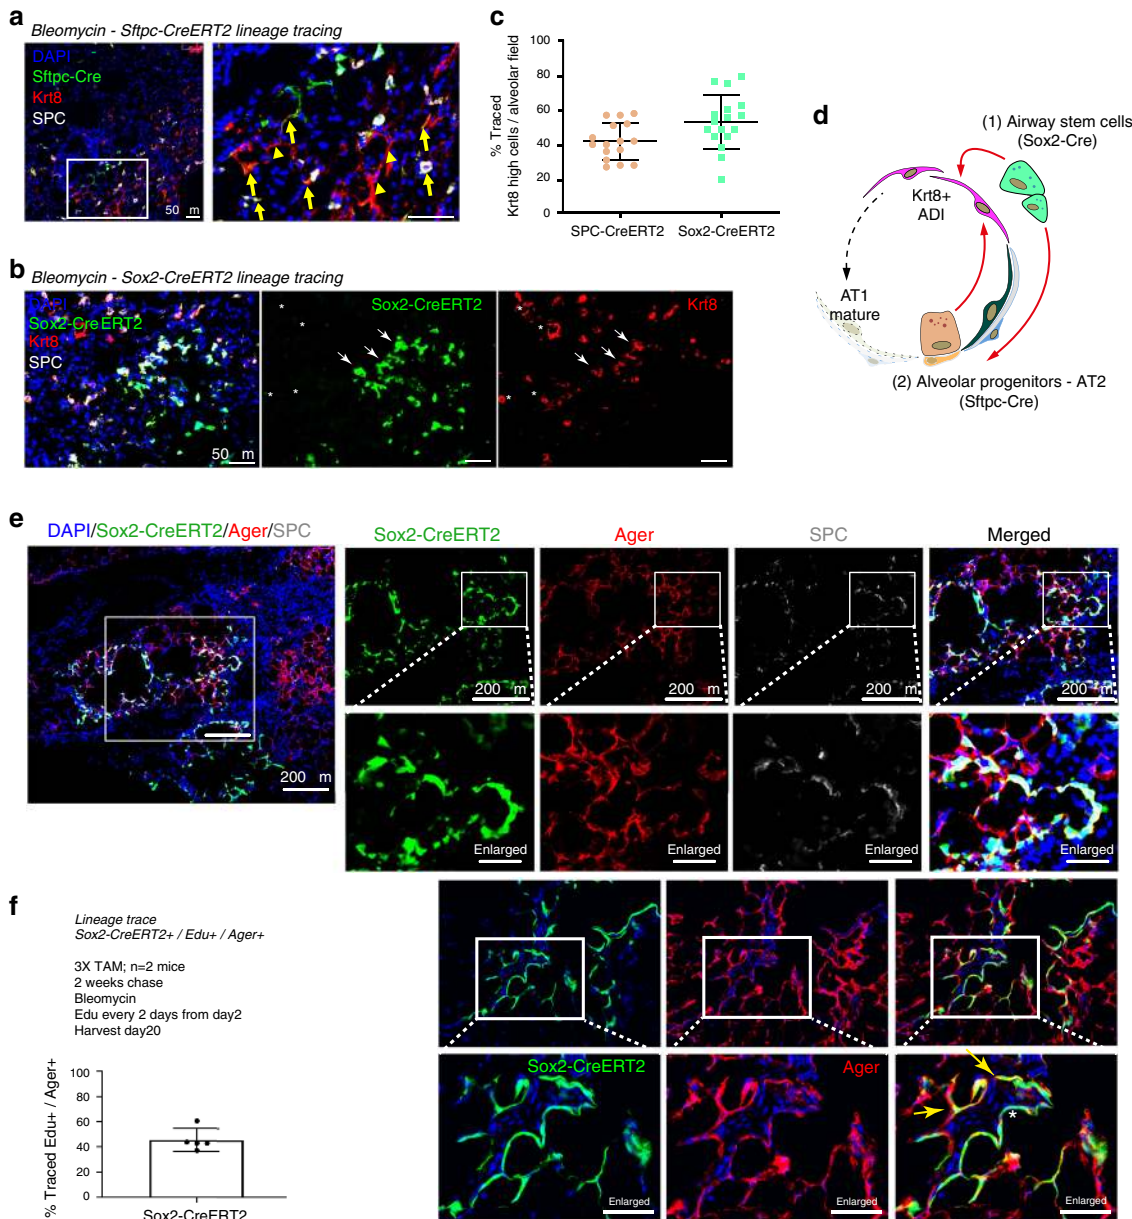 a
Bleomycin - Sftpc-CreERT2 lineage tracing
DAPI
Sftpc-Cre
Krt8
SPC
50 m
b
Bleomycin - Sox2-CreERT2 lineage tracing
DAPI
Sox2-CreERT2
Krt8
SPC
50 m
Sox2-CreERT2
*
*
*
*
Krt8
*
*
*
*
c
% Traced
Krt8 high cells / alveolar field
100
80
60
40
20
0
SPC-CreERT2
Sox2-CreERT2
d
(1) Airway stem cells
(Sox2-Cre)
Krt8+
ADI
AT1
mature
(2) Alveolar progenitors - AT2
(Sftpc-Cre)
e
DAPI/Sox2-CreERT2/Ager/SPC
200 m
Sox2-CreERT2
Ager
SPC
Merged
200 m
200 m
200 m
200 m
Enlarged
Enlarged
Enlarged
Enlarged
f
Lineage trace
Sox2-CreERT2+ / Edu+ / Ager+
3X TAM; n=2 mice
2 weeks chase
Bleomycin
Edu every 2 days from day2
Harvest day20
% Traced Edu+ / Ager+
100
80
60
40
20
0
Sox2-CreERT2
Sox2-CreERT2
Ager
*
Enlarged
Enlarged
Enlarged